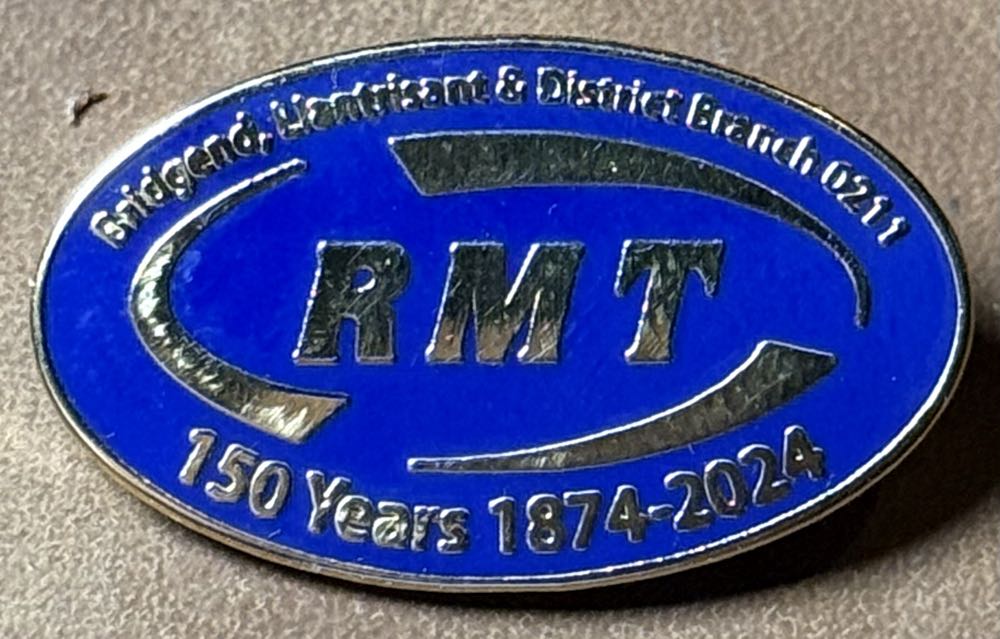 Bridgend, Llantrisant & District Branch 0211
RMT
150 Years 1874-2024